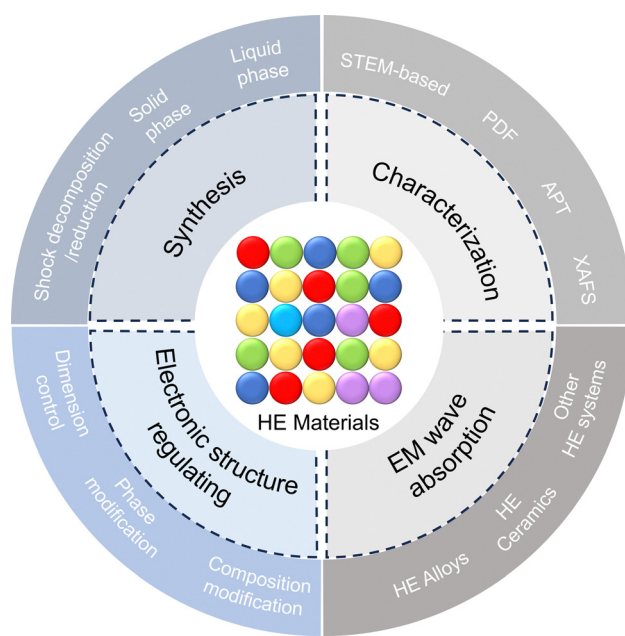 Liquid phase
Solid
phase
Shock decomposition
/reduction
Synthesis
STEM-based
PDF
APT
XAFS
Characterization
HE Materials
Dimension
control
Phase
modification
Composition
modification
Electronic structure
regulating
EM wave
absorption
Other
HE systems
HE
Ceramics
HE Alloys